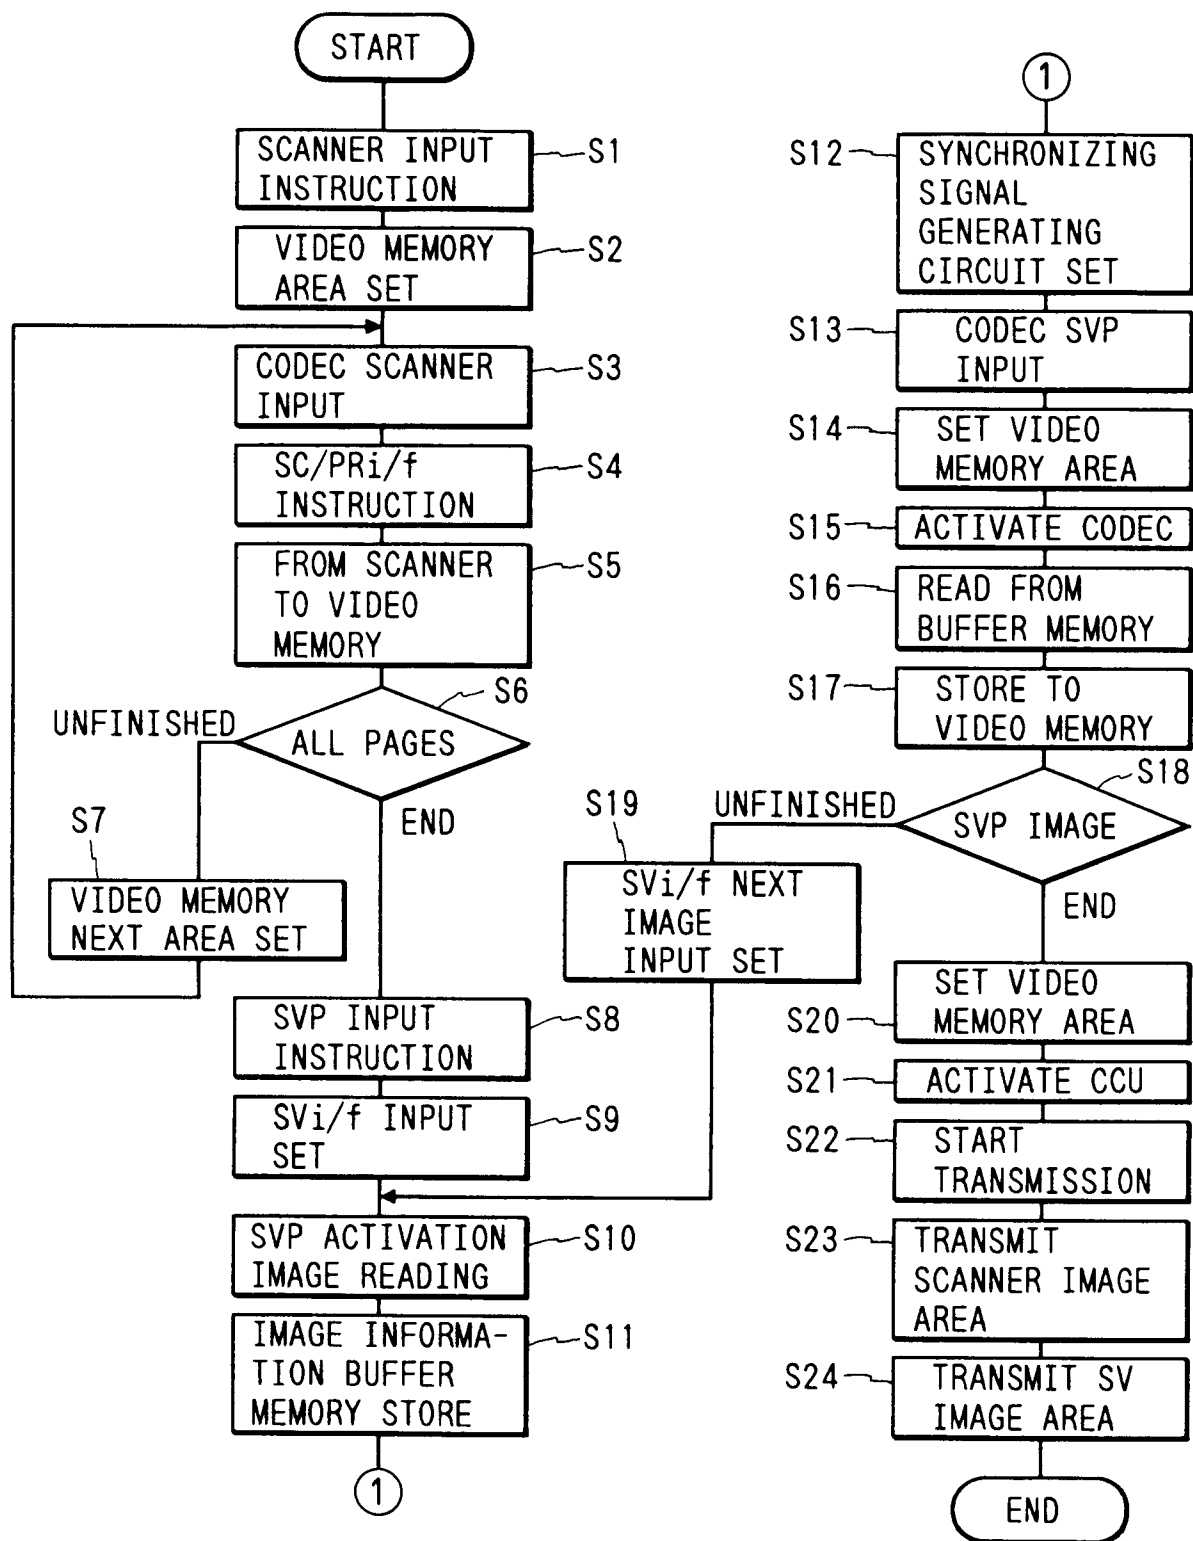 START
SCANNER INPUT
INSTRUCTION
S1
VIDEO MEMORY
AREA SET
S2
CODEC SCANNER
INPUT
S3
SC/PRi/f
INSTRUCTION
S4
FROM SCANNER
TO VIDEO
MEMORY
S5
S6
UNFINISHED
ALL PAGES
END
S7
VIDEO MEMORY
NEXT AREA SET
SVP INPUT
INSTRUCTION
S8
SVi/f INPUT
SET
S9
SVP ACTIVATION
IMAGE READING
S10
IMAGE INFORMA-
TION BUFFER
MEMORY STORE
S11
1
1
S12
SYNCHRONIZING
SIGNAL
GENERATING
CIRCUIT SET
S13
CODEC SVP
INPUT
S14
SET VIDEO
MEMORY AREA
S15
ACTIVATE CODEC
S16
READ FROM
BUFFER MEMORY
S17
STORE TO
VIDEO MEMORY
S18
UNFINISHED
SVP IMAGE
END
S19
SVi/f NEXT
IMAGE
INPUT SET
SET VIDEO
MEMORY AREA
S20
S21
ACTIVATE CCU
S22
START
TRANSMISSION
S23
TRANSMIT
SCANNER IMAGE
AREA
S24
TRANSMIT SV
IMAGE AREA
END